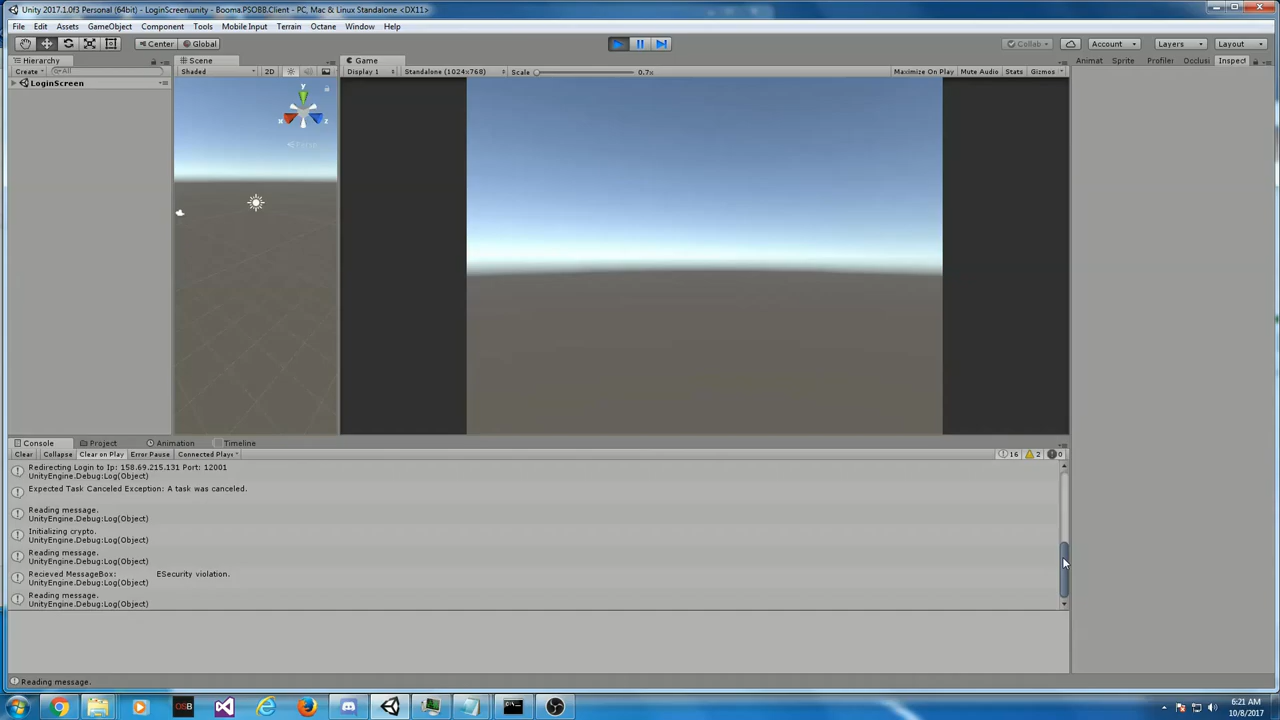 Unity 2017.1.0f3 Personal (64bit) - LoginScreen.unity - Booma.PSOBB.Client - PC, Mac & Linux Standalone <DX11>
File Edit Assets GameObject Component Tools Mobile Input Terrain Octane Window Help
Center Global Collab Account Layers Layout
Hierarchy Scene Game Animat Sprite Profiler Occlusi Inspect
Create All Shaded 2D Display 1 Standalone (1024x768) Scale 0.7x Maximize On Play Mute Audio Stats Gizmos
LoginScreen
y
x z
Persp
Console Project Animation Timeline
Clear Collapse Clear on Play Error Pause Connected Playe 16 2 0
Redirecting Login to Ip: 158.69.215.131 Port: 12001
UnityEngine.Debug:Log(Object)
Expected Task Canceled Exception: A task was canceled.
Reading message.
UnityEngine.Debug:Log(Object)
Initializing crypto.
UnityEngine.Debug:Log(Object)
Reading message.
UnityEngine.Debug:Log(Object)
Recieved MessageBox: ESecurity violation.
UnityEngine.Debug:Log(Object)
Reading message.
UnityEngine.Debug:Log(Object)
Reading message.
OSB
6:21 AM
10/8/2017